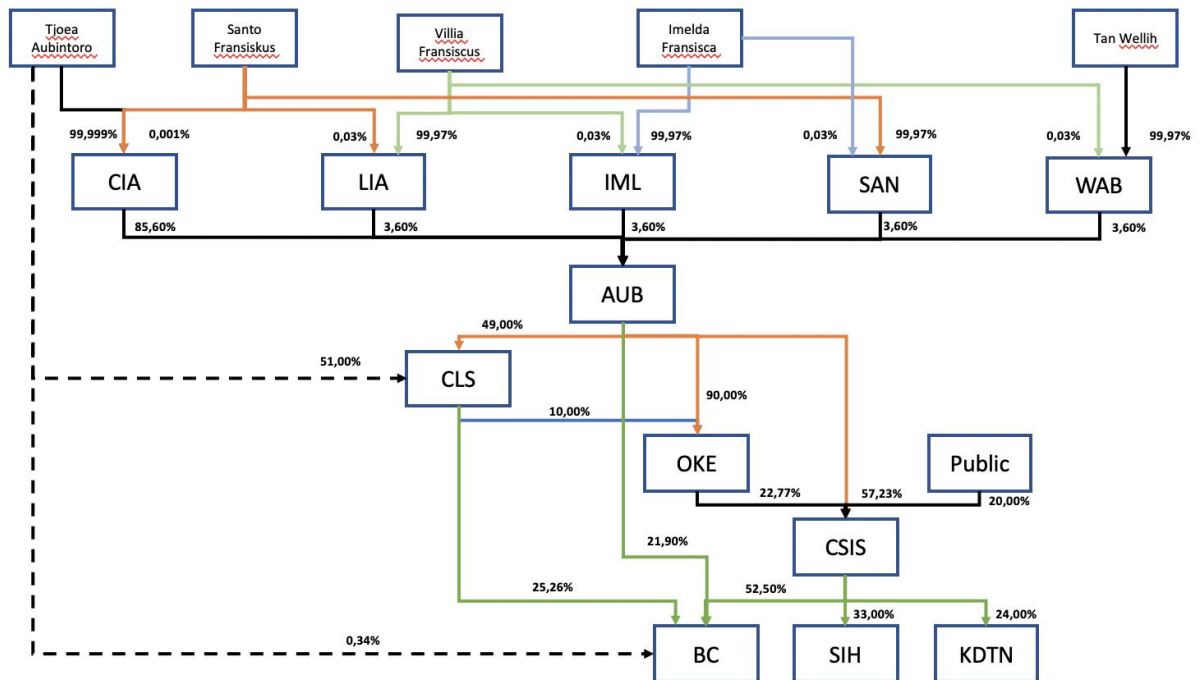 Tjoea
Aubintoro
Santo
Fransiskus
Villia
Fransiscus
Imelda
Fransisca
Tan Wellih
99,999%
0,001%
0,03%
99,97%
0,03%
99,97%
0,03%
99,97%
0,03%
99,97%
CIA
LIA
IML
SAN
WAB
85,60%
3,60%
3,60%
3,60%
3,60%
AUB
49,00%
51,00%
CLS
90,00%
10,00%
OKE
Public
22,77%
57,23%
20,00%
CSIS
21,90%
25,26%
52,50%
33,00%
24,00%
0,34%
BC
SIH
KDTN